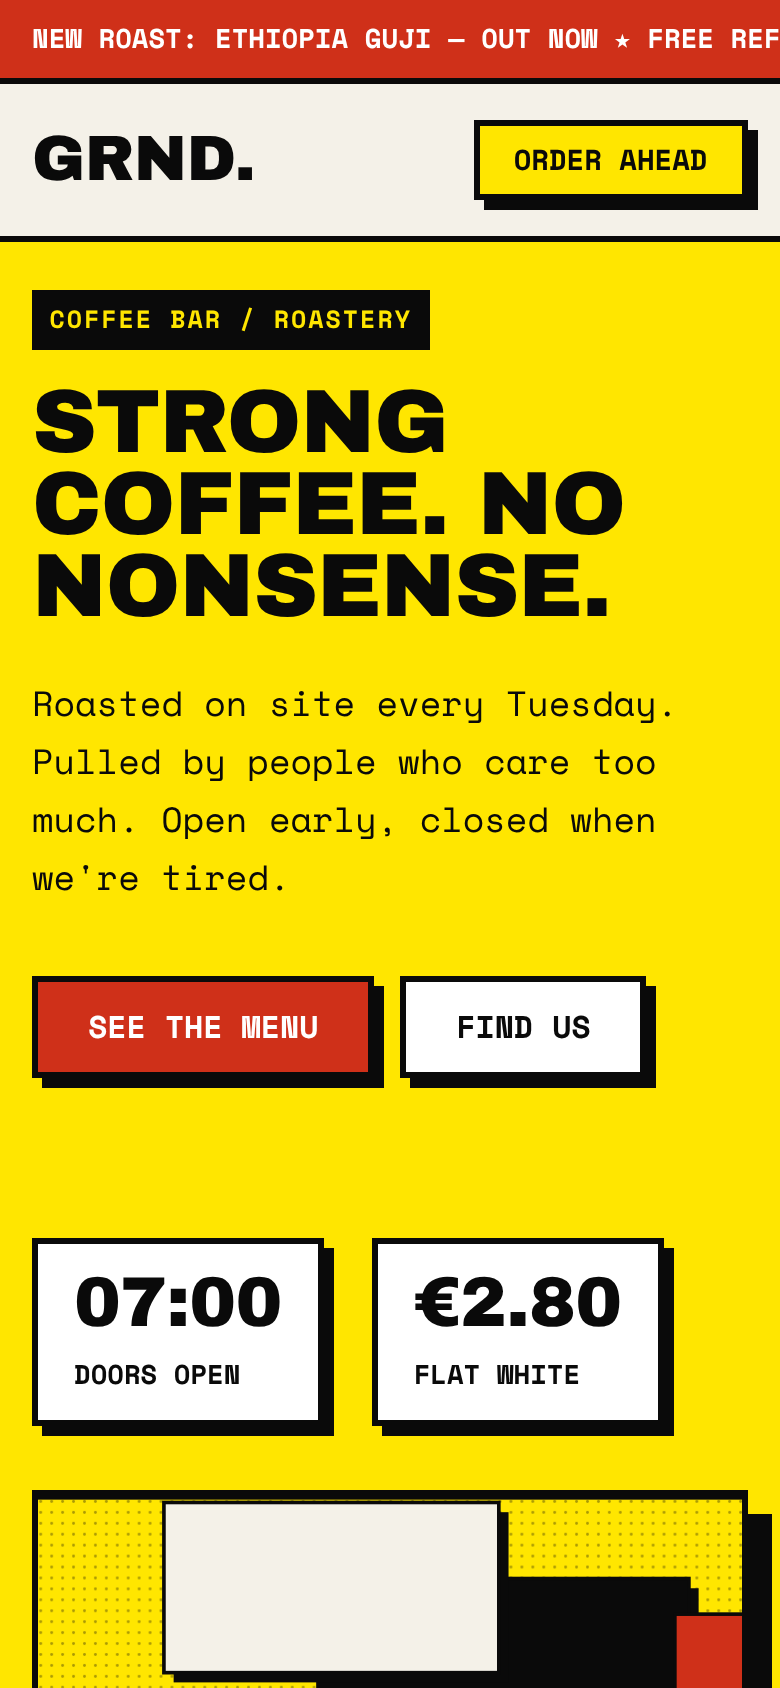 NEW ROAST: ETHIOPIA GUJI — OUT NOW ★ FREE REF
GRND.
ORDER AHEAD
COFFEE BAR / ROASTERY
STRONG
COFFEE. NO
NONSENSE.
Roasted on site every Tuesday.
Pulled by people who care too
much. Open early, closed when
we're tired.
SEE THE MENU
FIND US
07:00
DOORS OPEN
€2.80
FLAT WHITE